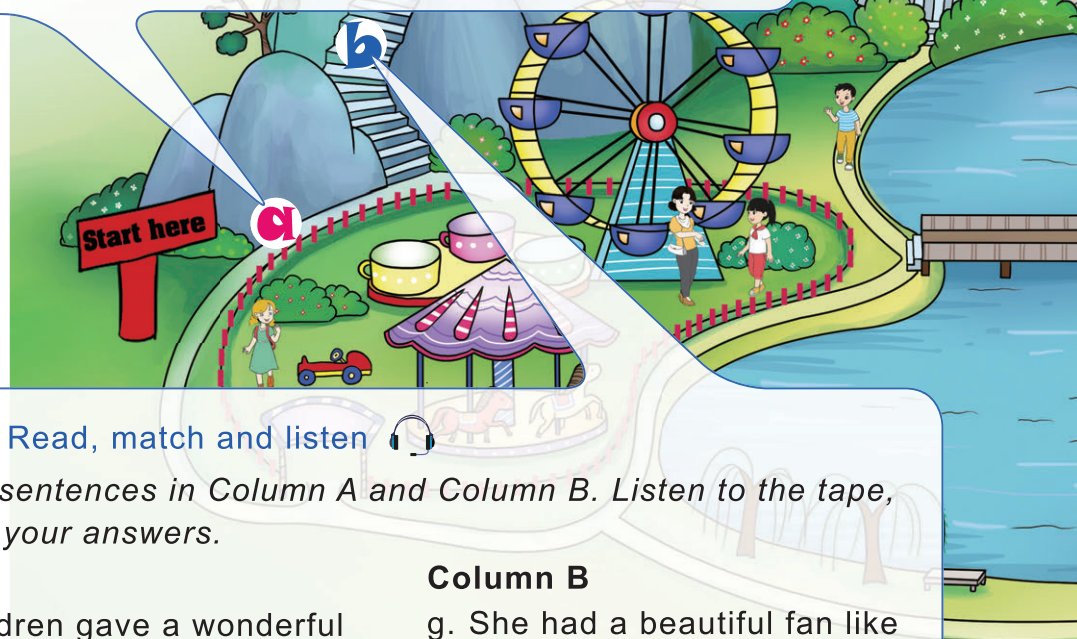 b
a
Start here
Read, match and listen
sentences in Column A and Column B. Listen to the tape,
your answers.
Column B
dren gave a wonderful
g. She had a beautiful fan like